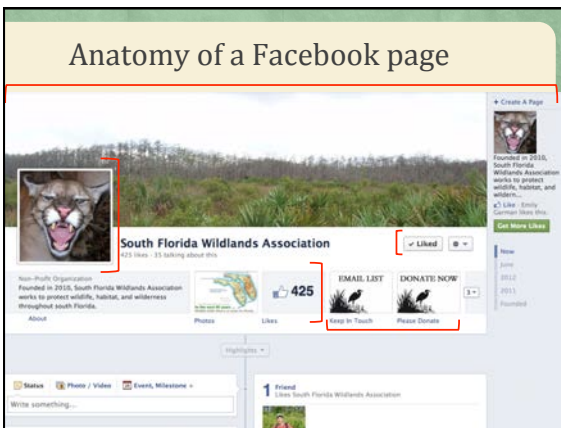 Anatomy of a Facebook page
+ Create A Page
Founded in 2010,
South Florida
Wildlands Association
works to protect
wildlife, habitat, and
wildern...
Like · Emily
Garman likes this.
Get More Likes
South Florida Wildlands Association
425 likes · 35 talking about this
✓ Liked
Non-Profit Organization
Founded in 2010, South Florida Wildlands Association
works to protect wildlife, habitat, and wilderness
throughout south Florida.
About
Photos
425
Likes
EMAIL LIST
Keep In Touch
DONATE NOW
Please Donate
Now
June
2012
2011
Founded
Highlights
Status
Photo / Video
Event, Milestone +
Write something...
1 Friend
Likes South Florida Wildlands Association